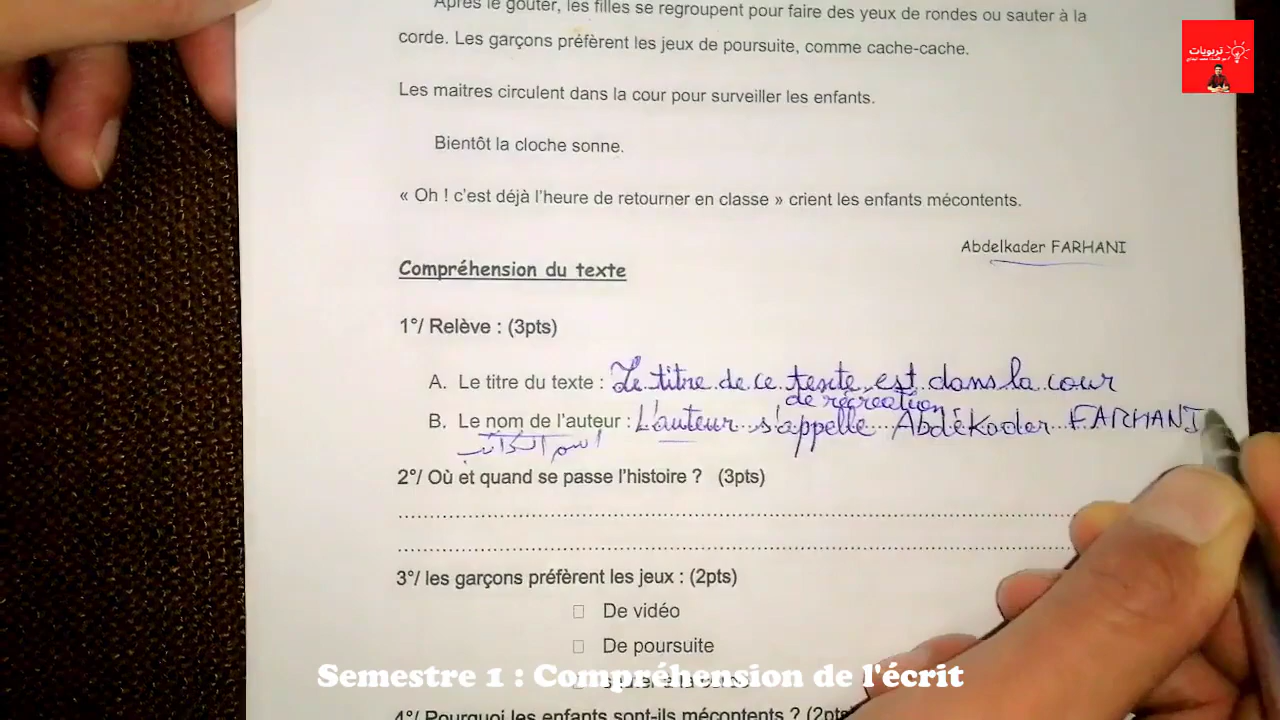 Après le goûter, les filles se regroupent pour faire des yeux de rondes ou sauter à la
corde. Les garçons préfèrent les jeux de poursuite, comme cache-cache.
تربويات
Les maitres circulent dans la cour pour surveiller les enfants.
Bientôt la cloche sonne.
« Oh ! c'est déjà l'heure de retourner en classe » crient les enfants mécontents.
Abdelkader FARHANI
Compréhension du texte
1°/ Relève : (3pts)
A. Le titre du texte : Le titre de ce texte est dans la cour
de récréation
B. Le nom de l'auteur : L'auteur s'appelle Abdékader FARHANI
اسم الكاتب
2°/ Où et quand se passe l'histoire ? (3pts)
3°/ les garçons préfèrent les jeux : (2pts)
De vidéo
De poursuite
Semestre 1 : Compréhension de l'écrit
4°/ Pourquoi les enfants sont-ils mécontents ? (2pts